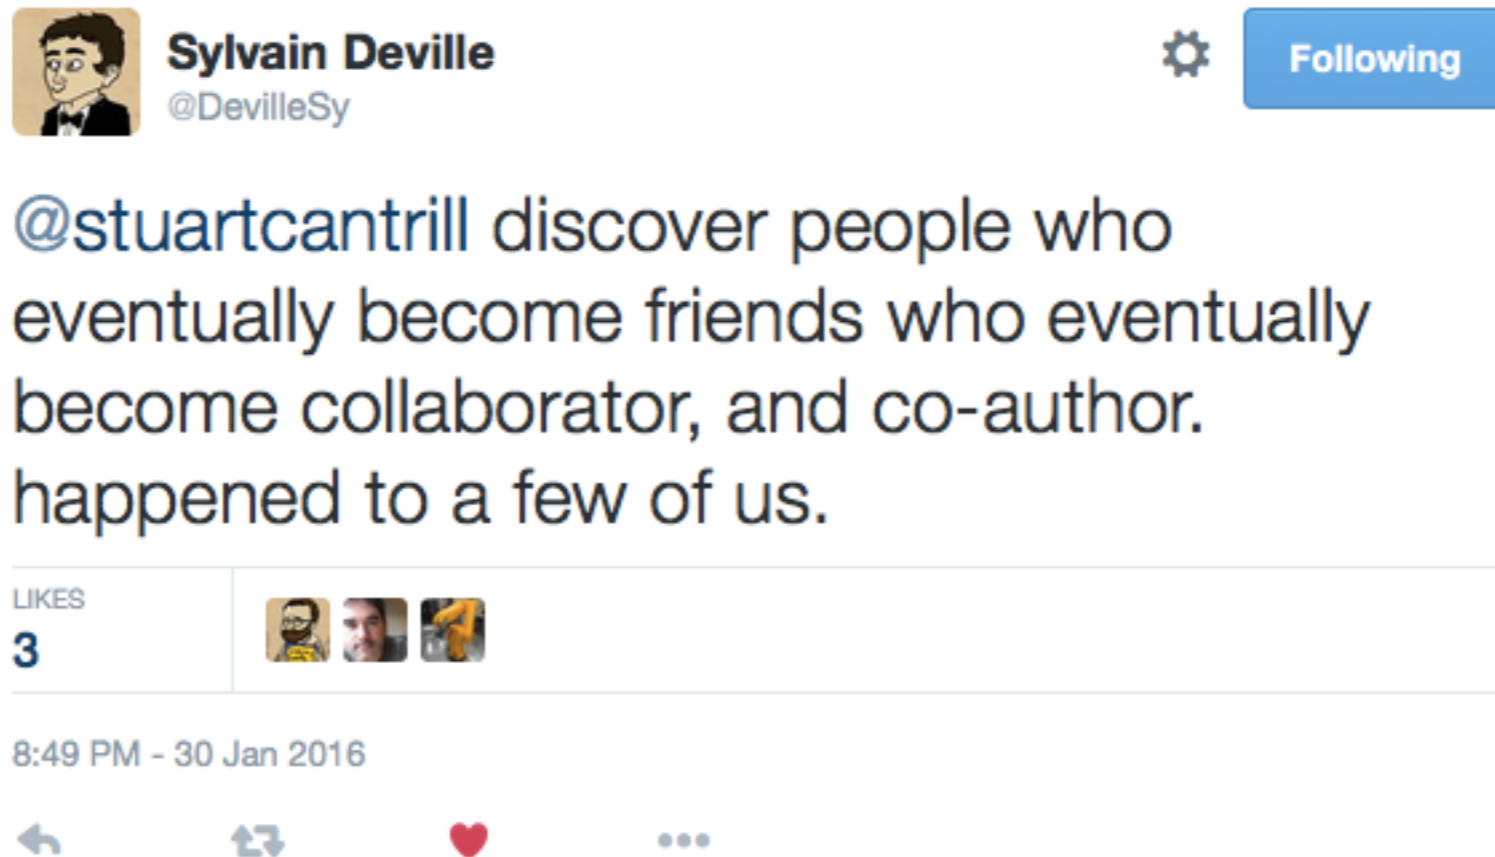 Sylvain Deville
@DevilleSy
Following
@stuartcantrill discover people who
eventually become friends who eventually
become collaborator, and co-author.
happened to a few of us.
LIKES
3
8:49 PM - 30 Jan 2016